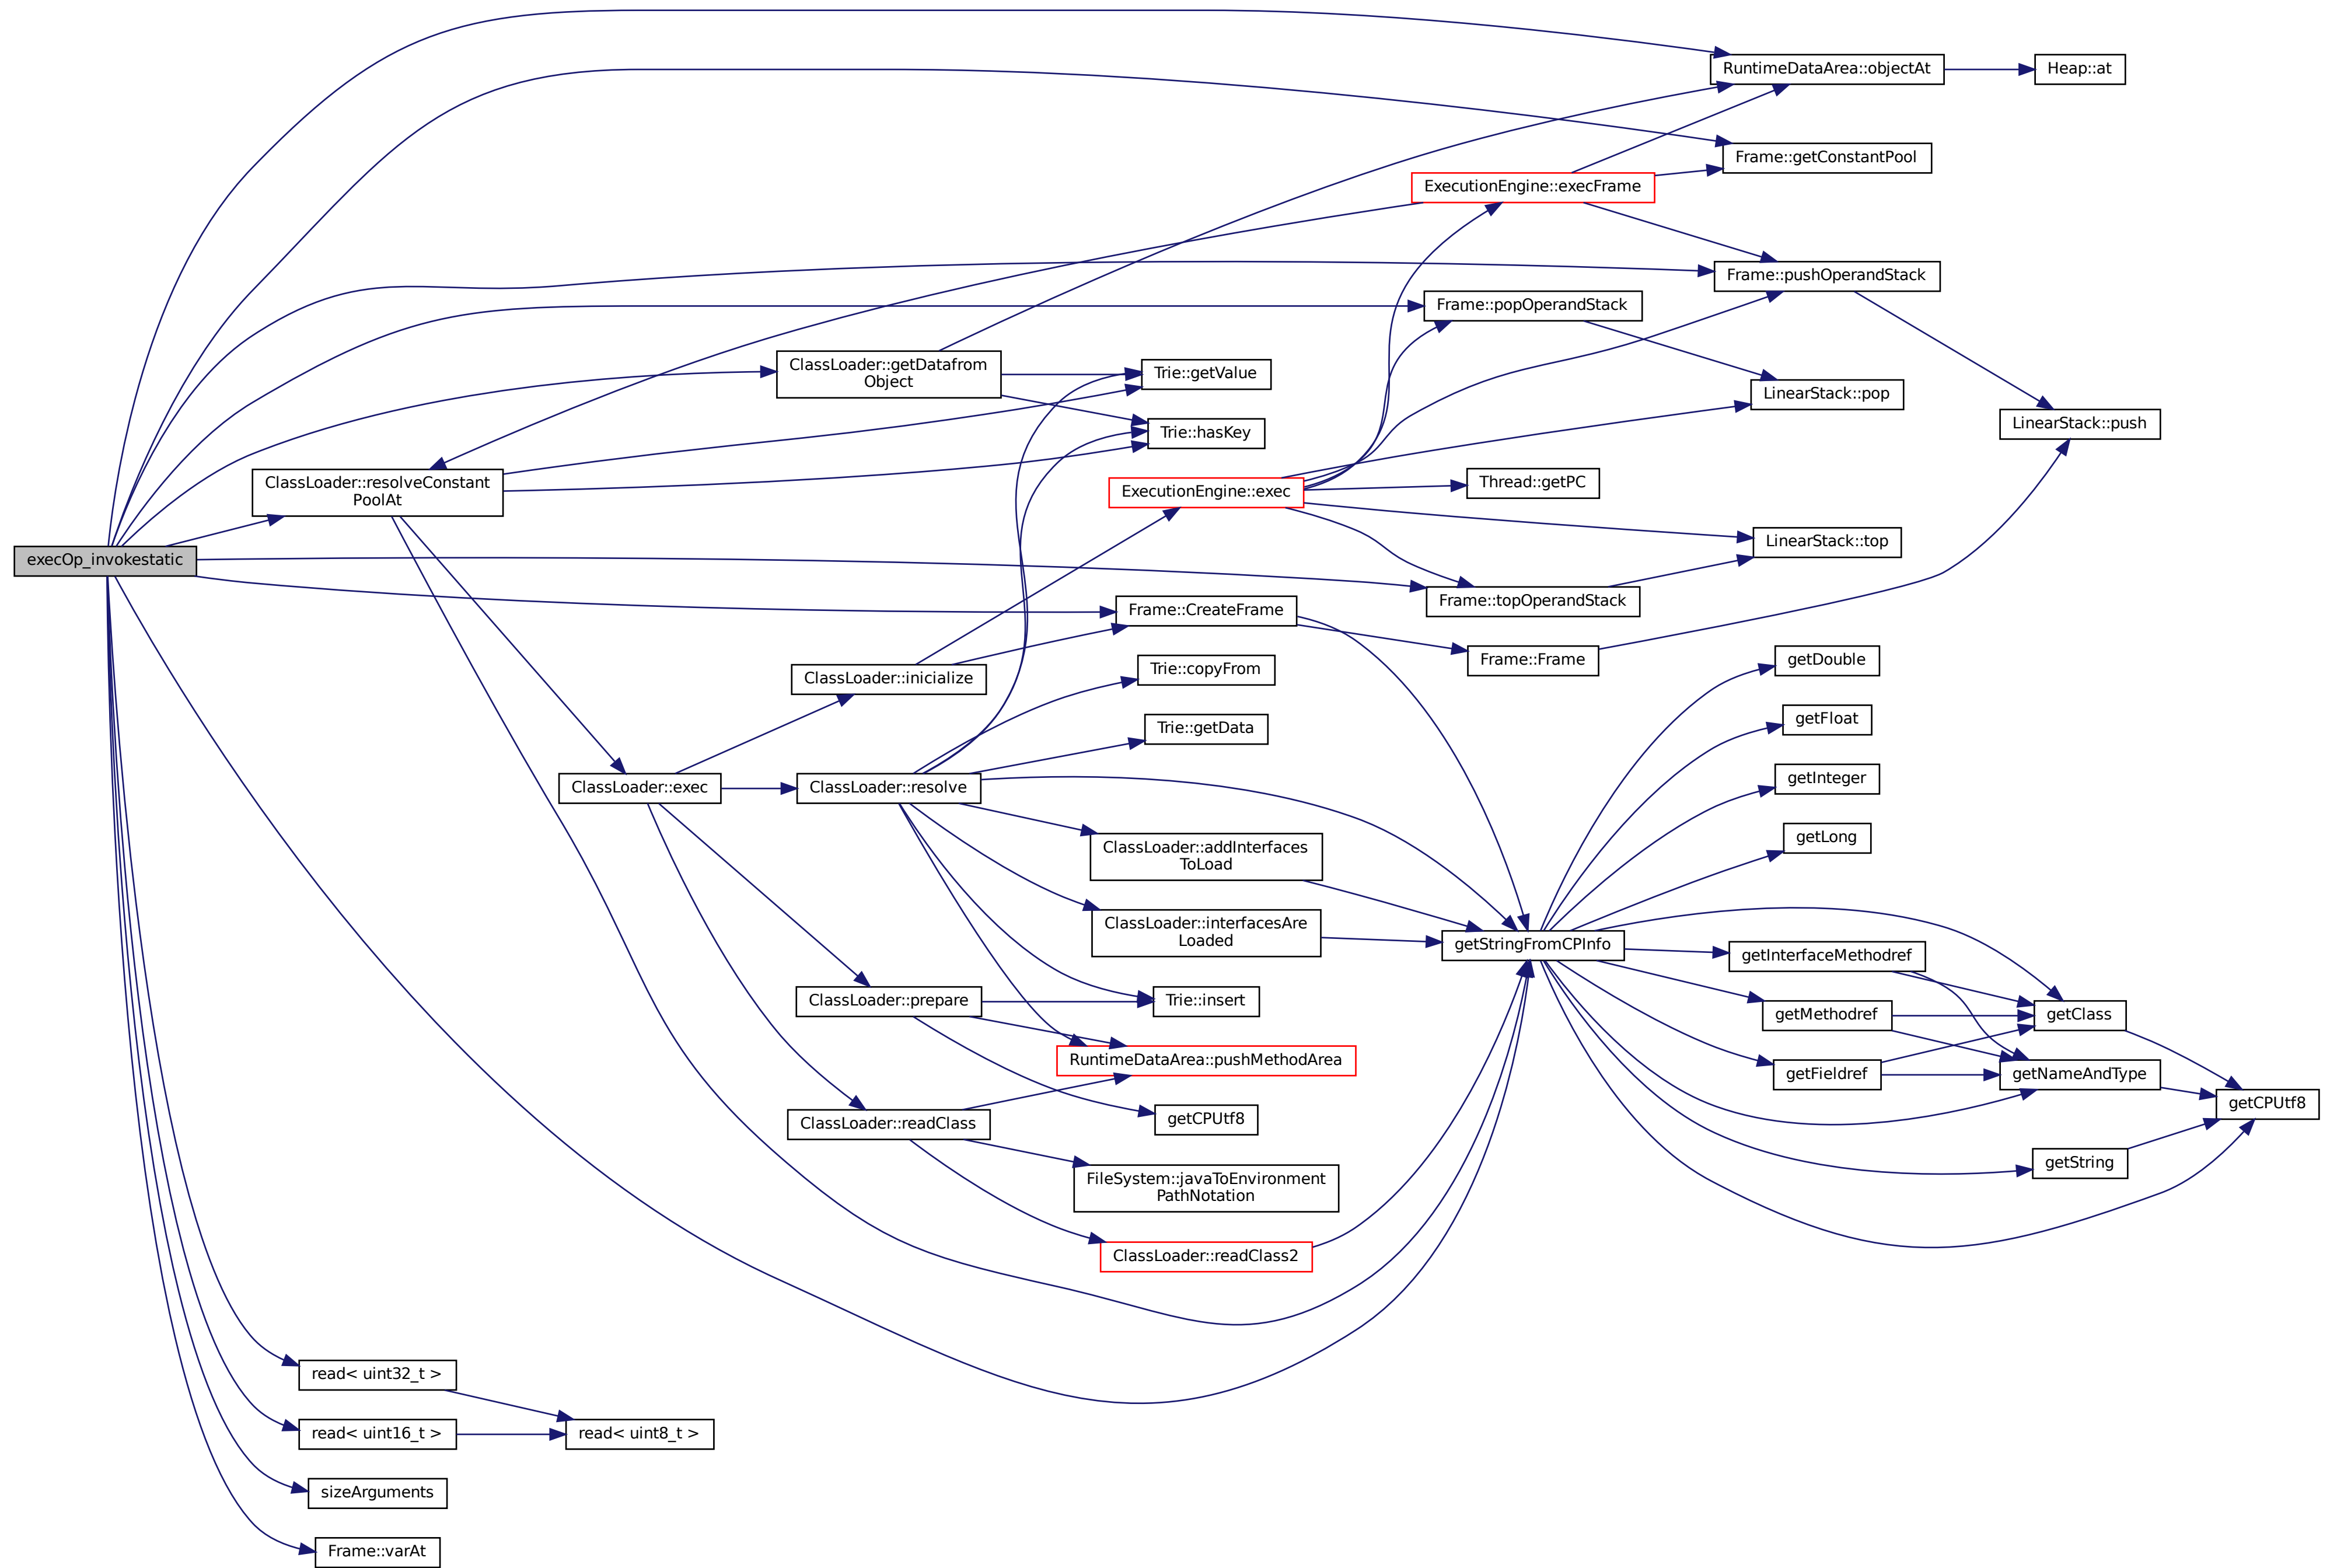 execOp_invokestatic
RuntimeDataArea::objectAt
Heap::at
Frame::getConstantPool
ExecutionEngine::execFrame
Frame::pushOperandStack
Frame::popOperandStack
ClassLoader::getDatafrom
Object
Trie::getValue
LinearStack::pop
LinearStack::push
Trie::hasKey
ClassLoader::resolveConstant
PoolAt
ExecutionEngine::exec
Thread::getPC
LinearStack::top
Frame::topOperandStack
Frame::CreateFrame
Frame::Frame
ClassLoader::inicialize
Trie::copyFrom
getDouble
Trie::getData
getFloat
ClassLoader::exec
ClassLoader::resolve
getInteger
ClassLoader::addInterfaces
ToLoad
getLong
ClassLoader::interfacesAre
Loaded
getStringFromCPInfo
getInterfaceMethodref
ClassLoader::prepare
Trie::insert
getMethodref
getClass
RuntimeDataArea::pushMethodArea
getFieldref
getNameAndType
getCPUtf8
ClassLoader::readClass
getCPUtf8
getString
FileSystem::javaToEnvironment
PathNotation
ClassLoader::readClass2
read< uint32_t >
read< uint16_t >
read< uint8_t >
sizeArguments
Frame::varAt